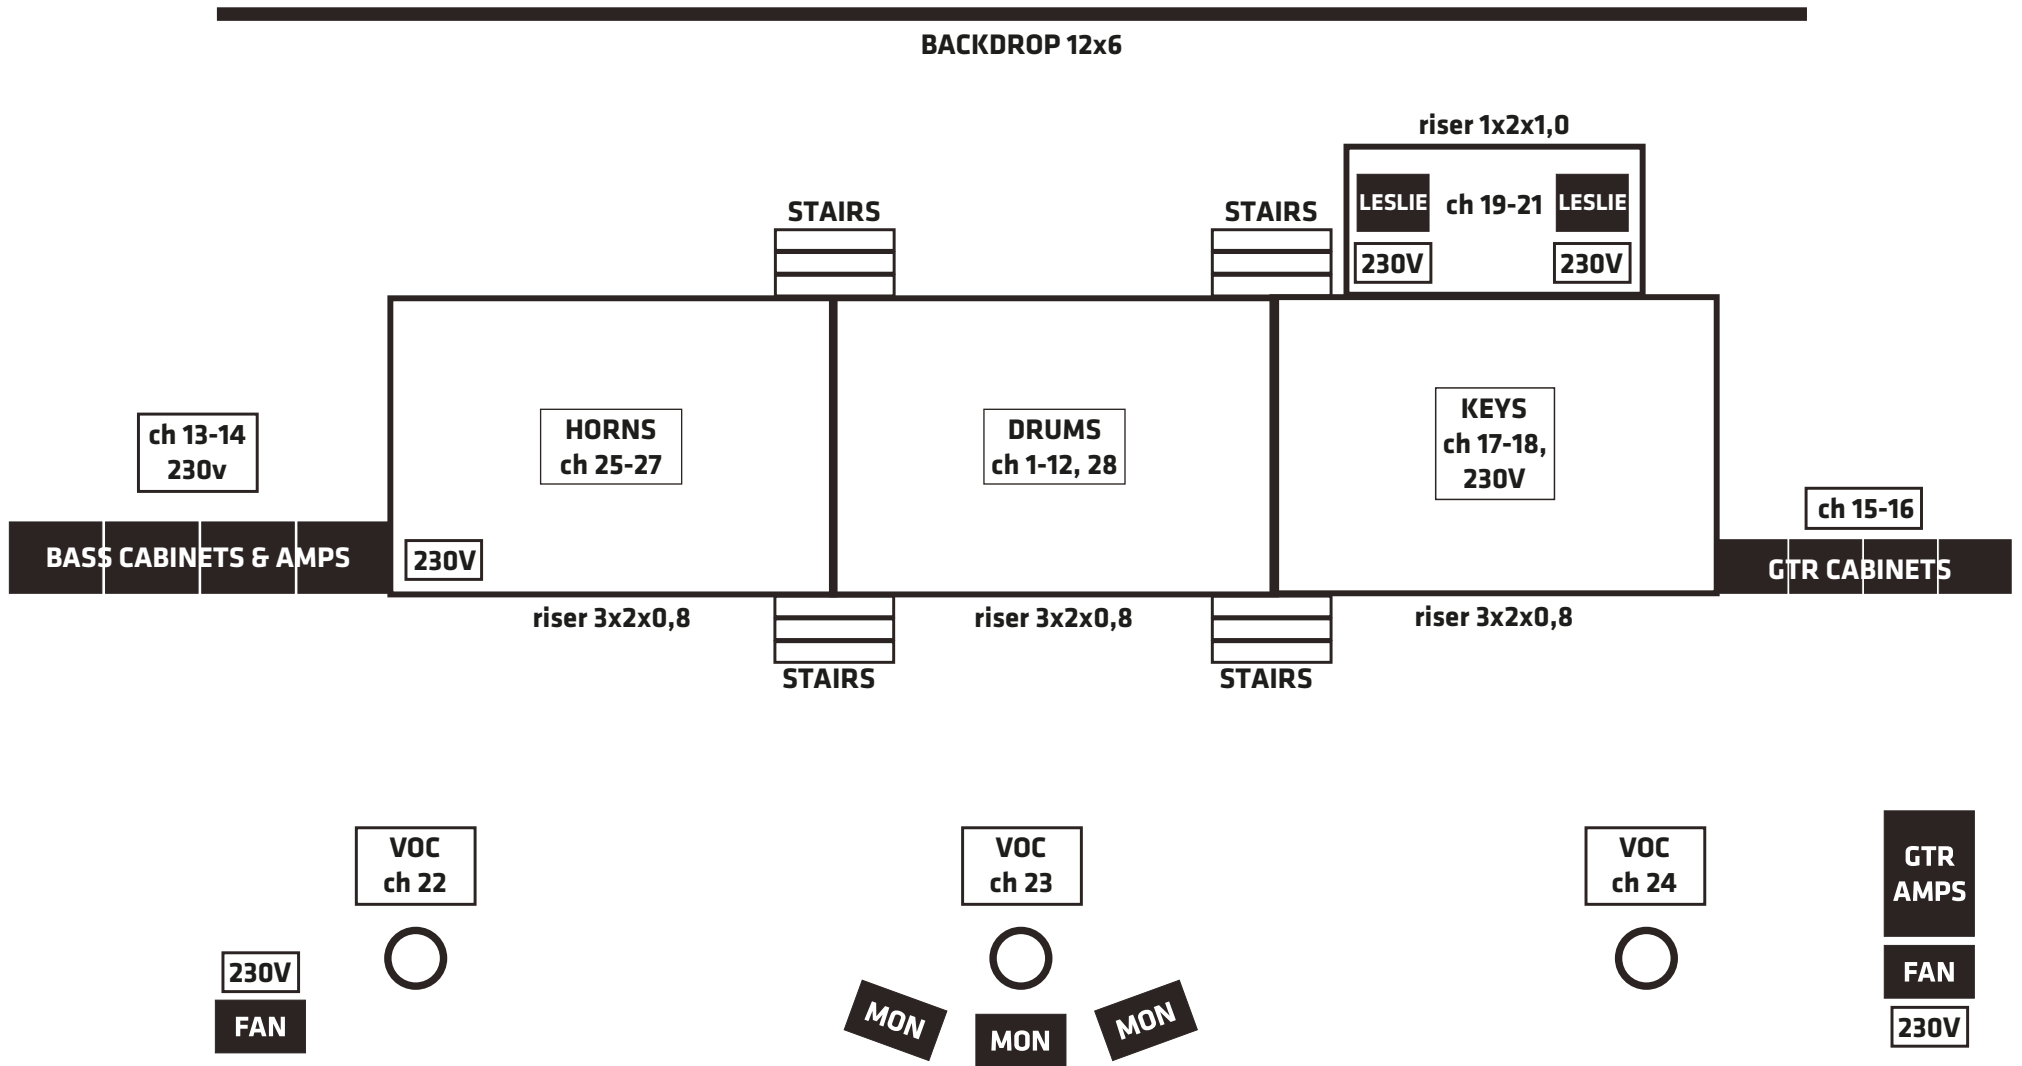 BACKDROP 12x6
riser 1x2x1,0
LESLIE
ch 19-21
LESLIE
230V
230V
STAIRS
STAIRS
HORNS
ch 25-27
DRUMS
ch 1-12, 28
KEYS
ch 17-18,
230V
ch 13-14
230v
ch 15-16
BASS CABINETS & AMPS
230V
GTR CABINETS
riser 3x2x0,8
riser 3x2x0,8
riser 3x2x0,8
STAIRS
STAIRS
VOC
ch 22
VOC
ch 23
VOC
ch 24
GTR
AMPS
230V
FAN
FAN
230V
MON
MON
MON